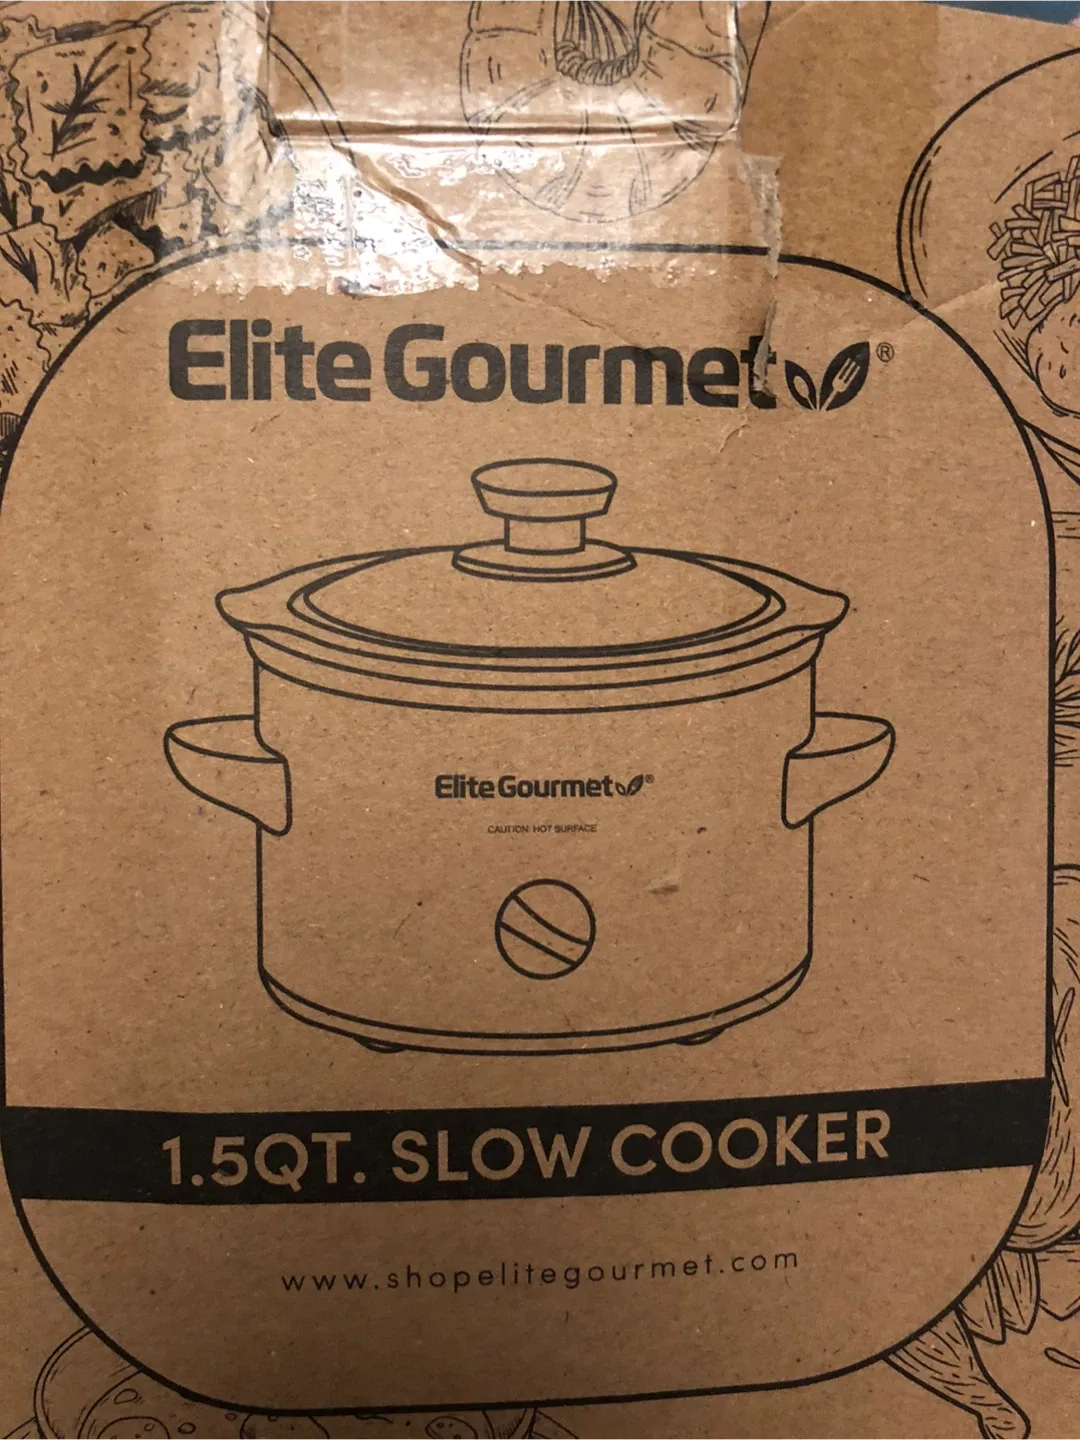 Elite Gourmet®
Elite Gourmet®
CAUTION: HOT SURFACE
1.5QT. SLOW COOKER
www.shopelitegourmet.com